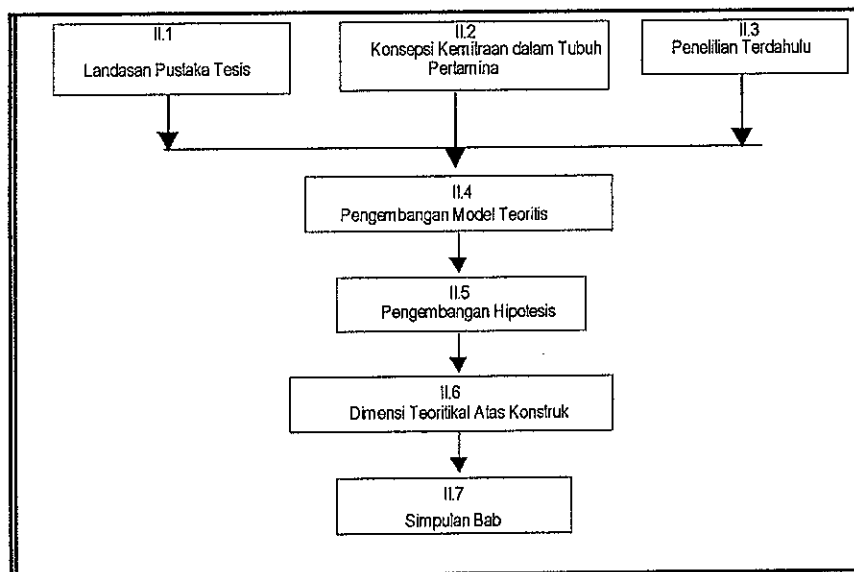 II.1
Landasan Pustaka Tesis
II.2
Konsepsi Kemitraan dalam Tubuh
Pertamina
II.3
Penelitian Terdahulu
II.4
Pengembangan Model Teoritis
II.5
Pengembangan Hipotesis
II.6
Dimensi Teoritikal Atas Konstruk
II.7
Simpulan Bab